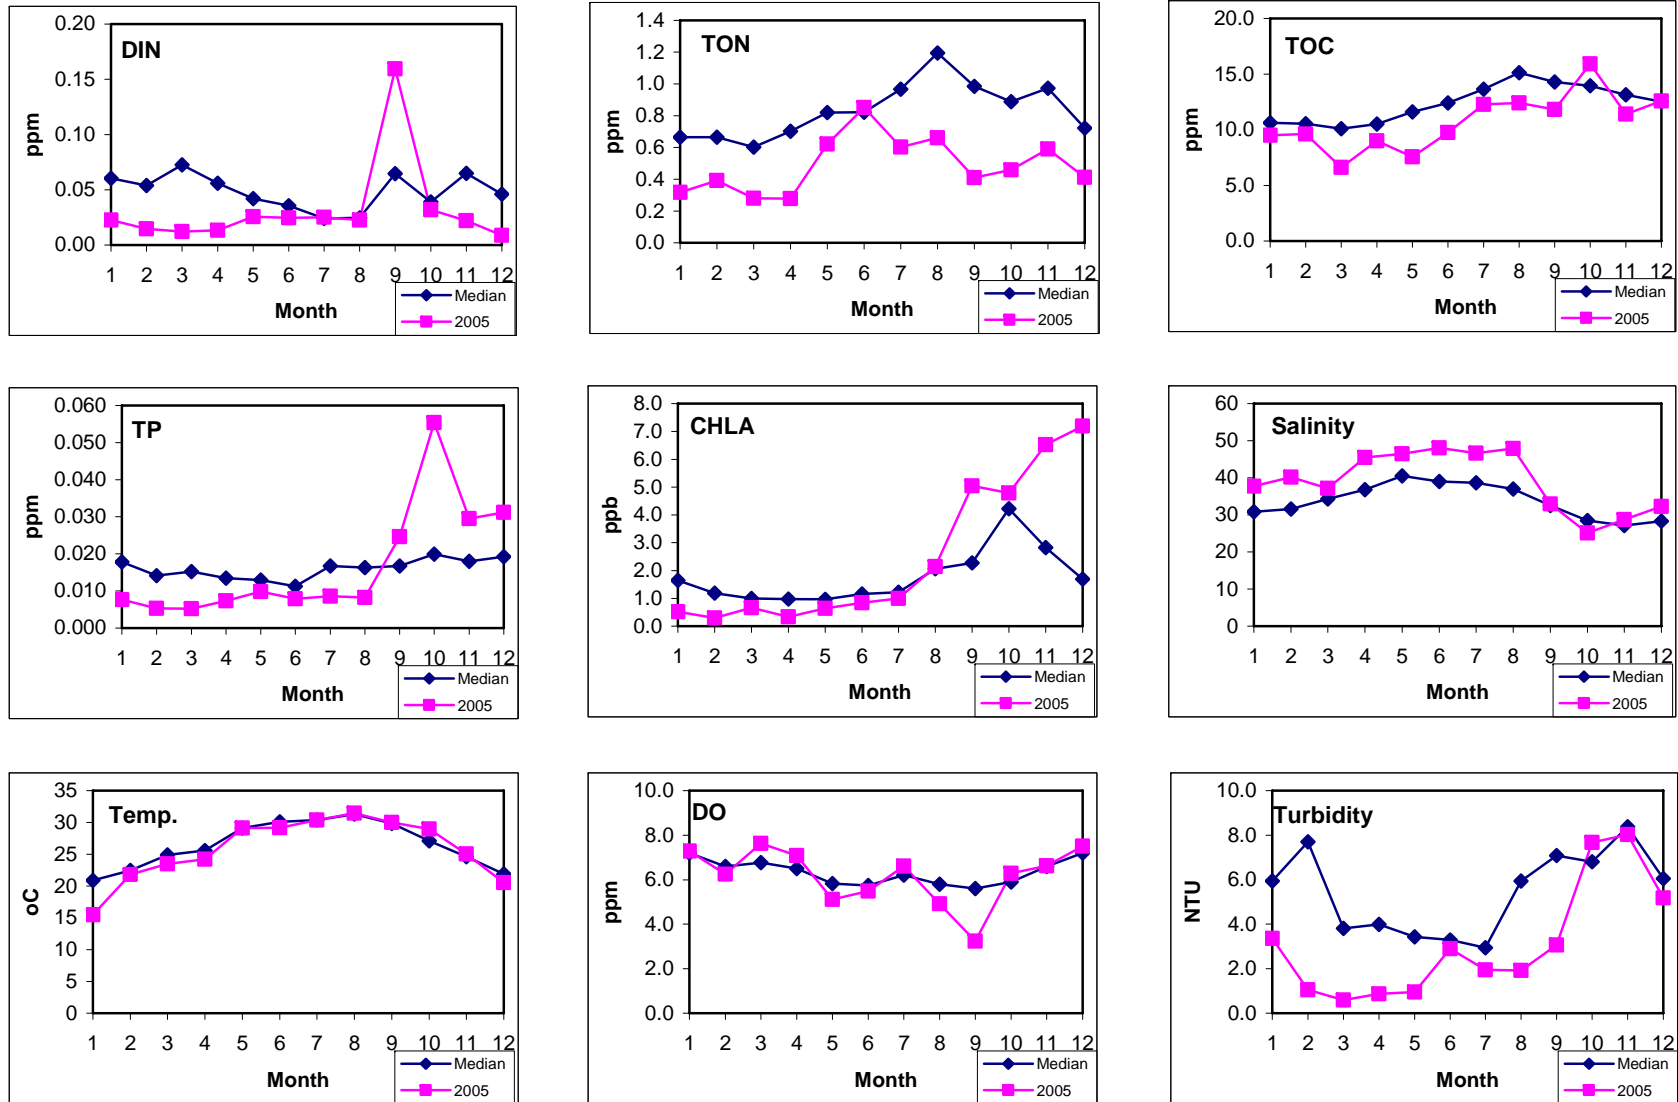 DIN
ppm
0.20
0.15
0.10
0.05
0.00
1 2 3 4 5 6 7 8 9 10 11 12
Month
Median
2005
TON
ppm
1.4
1.2
1.0
0.8
0.6
0.4
0.2
0.0
1 2 3 4 5 6 7 8 9 10 11 12
Month
Median
2005
TOC
ppm
20.0
15.0
10.0
5.0
0.0
1 2 3 4 5 6 7 8 9 10 11 12
Month
Median
2005
TP
ppm
0.060
0.050
0.040
0.030
0.020
0.010
0.000
1 2 3 4 5 6 7 8 9 10 11 12
Month
Median
2005
CHLA
ppb
8.0
7.0
6.0
5.0
4.0
3.0
2.0
1.0
0.0
1 2 3 4 5 6 7 8 9 10 11 12
Month
Median
2005
Salinity
60
50
40
30
20
10
0
1 2 3 4 5 6 7 8 9 10 11 12
Month
Median
2005
Temp.
oC
35
30
25
20
15
10
5
0
1 2 3 4 5 6 7 8 9 10 11 12
Month
Median
2005
DO
ppm
10.0
8.0
6.0
4.0
2.0
0.0
1 2 3 4 5 6 7 8 9 10 11 12
Month
Median
2005
Turbidity
NTU
10.0
8.0
6.0
4.0
2.0
0.0
1 2 3 4 5 6 7 8 9 10 11 12
Month
Median
2005